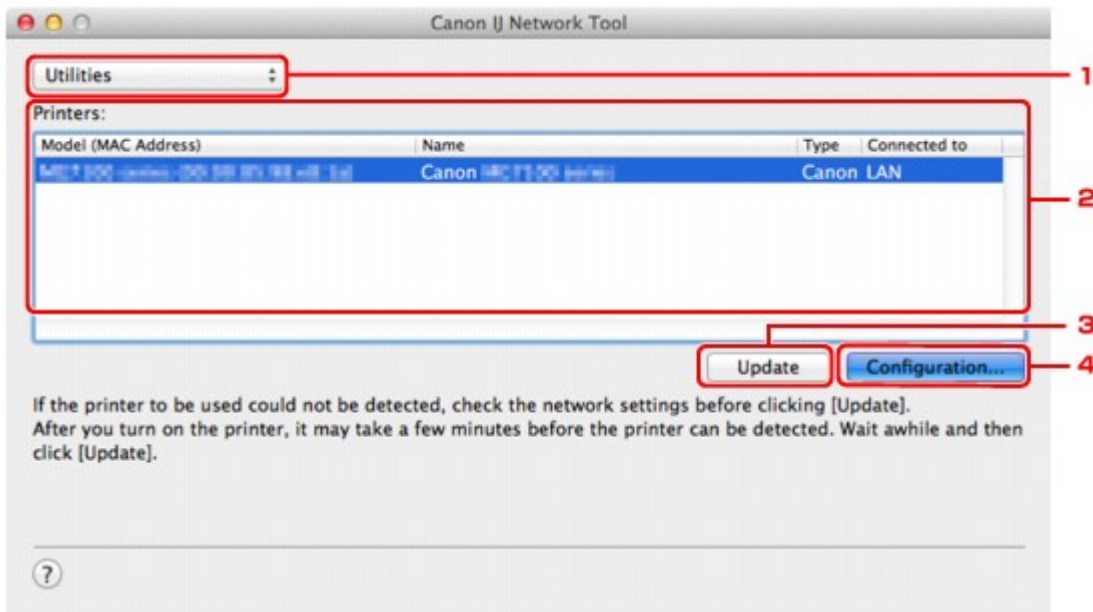 Canon IJ Network Tool
Utilities
1
Printers:
Model (MAC Address) Name Type Connected to
Canon Canon LAN
2
3
Update Configuration...
4
If the printer to be used could not be detected, check the network settings before clicking [Update].
After you turn on the printer, it may take a few minutes before the printer can be detected. Wait awhile and then
click [Update].
?